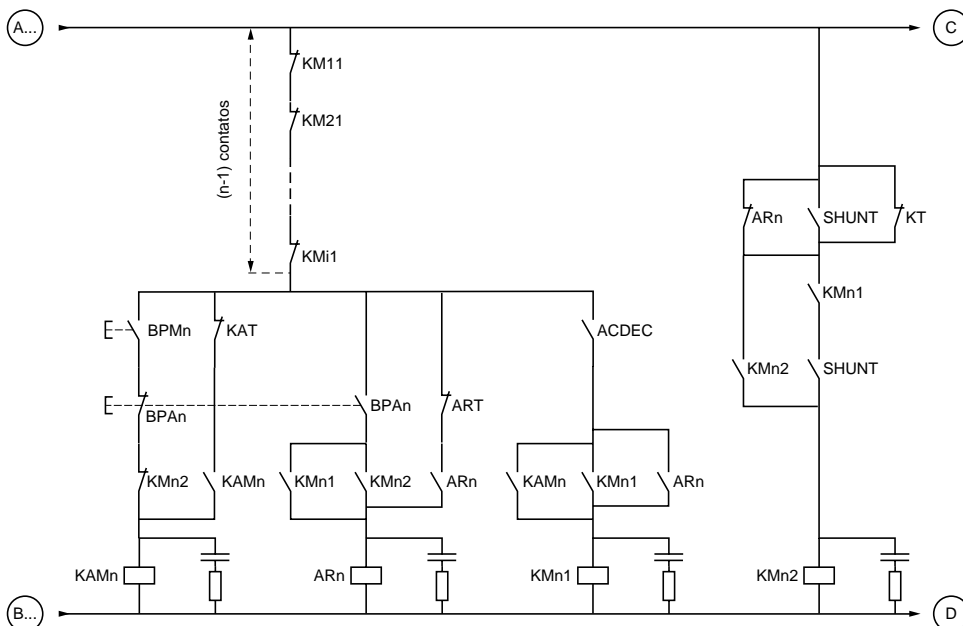 A... C
KM11
KM21
(n-1) contatos
KMi1
ARn SHUNT KT
KMn1
BPMn KAT ACDEC
KMn2 SHUNT
BPAn BPAn ART
KMn2 KAMn KMn1 KMn2 ARn KAMn KMn1 ARn
KAMn ARn KMn1 KMn2
B... D